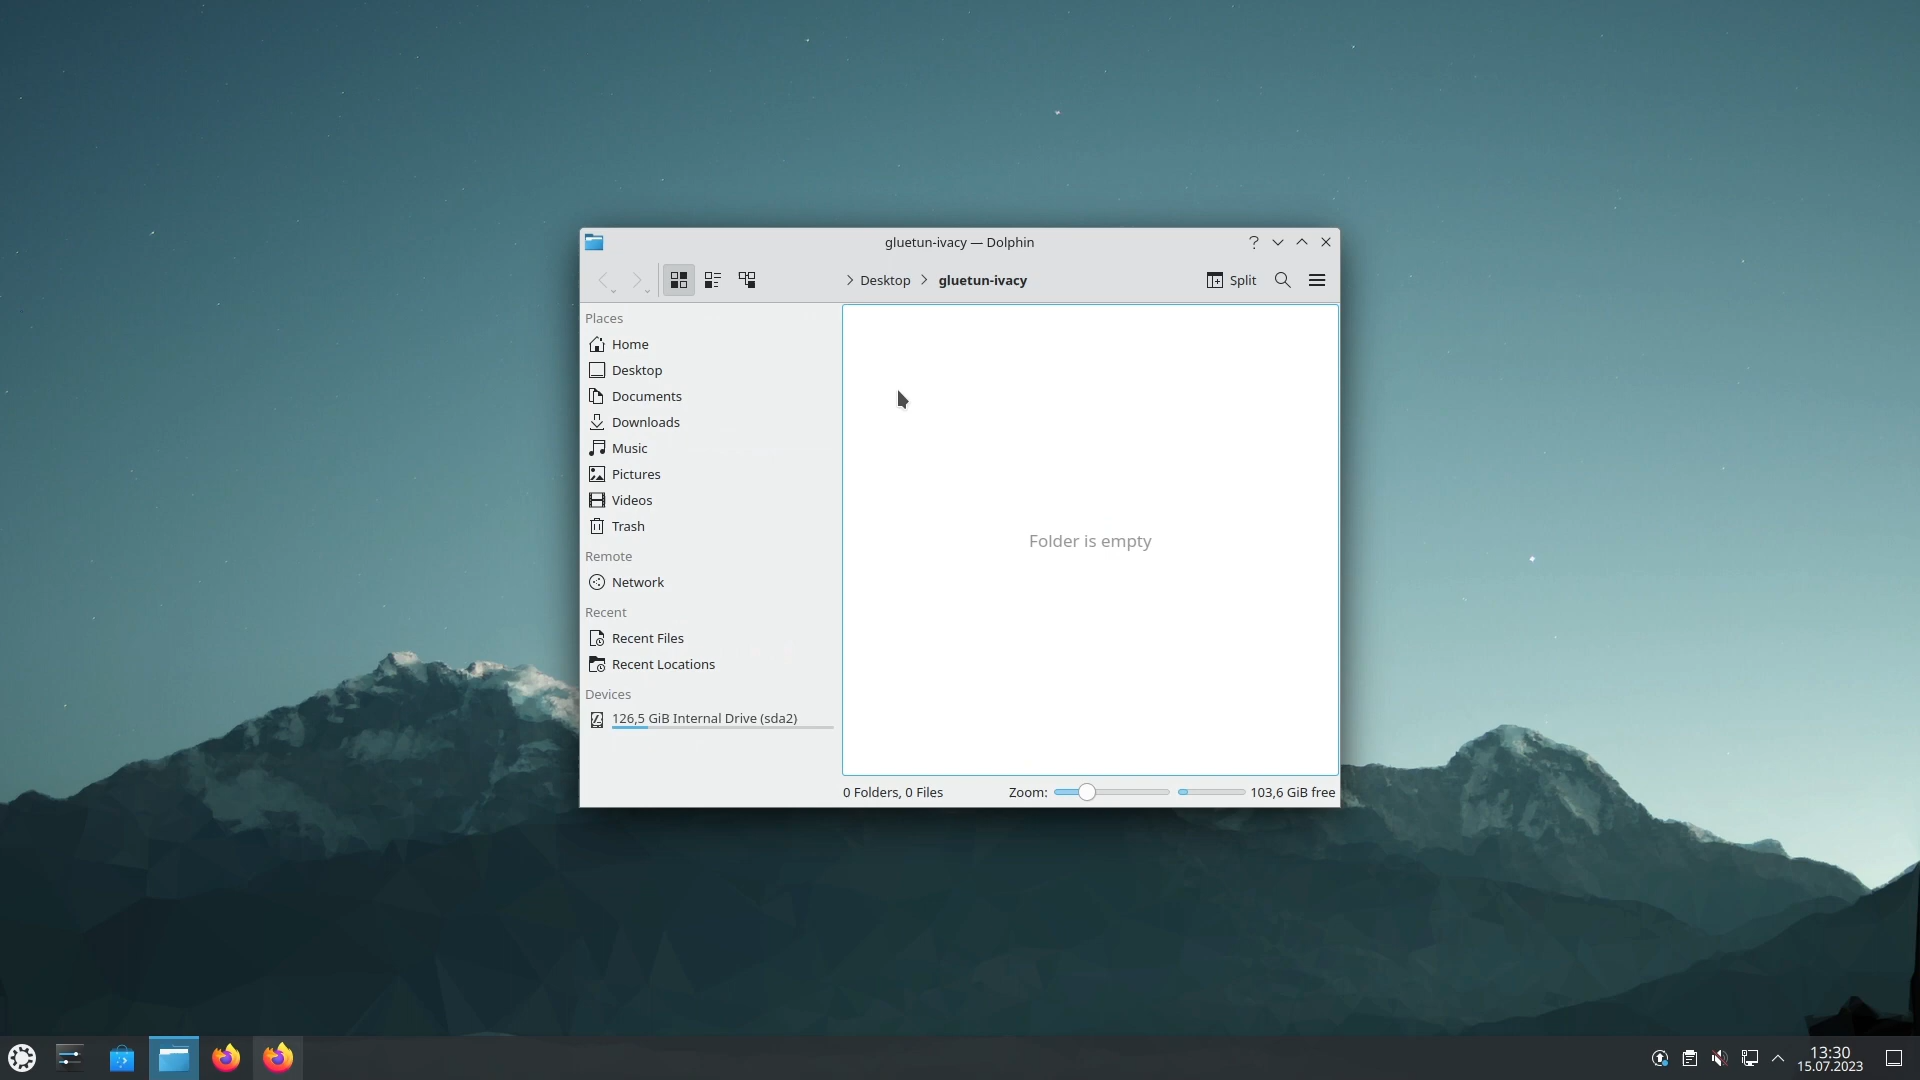 gluetun-ivacy — Dolphin
Desktop
gluetun-ivacy
Split
Places
Home
Desktop
Documents
Downloads
Music
Pictures
Videos
Trash
Remote
Network
Recent
Recent Files
Recent Locations
Devices
126,5 GiB Internal Drive (sda2)
Folder is empty
0 Folders, 0 Files
Zoom:
103,6 GiB free
13:30
15.07.2023